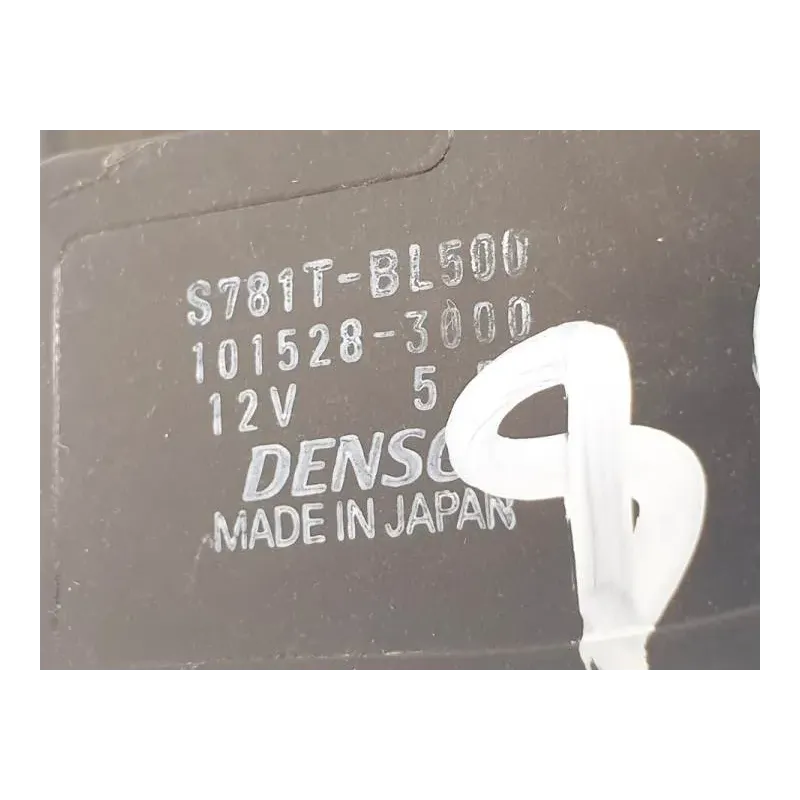 S781T-BL500
101528-3000
12V 5
DENSO
MADE IN JAPAN